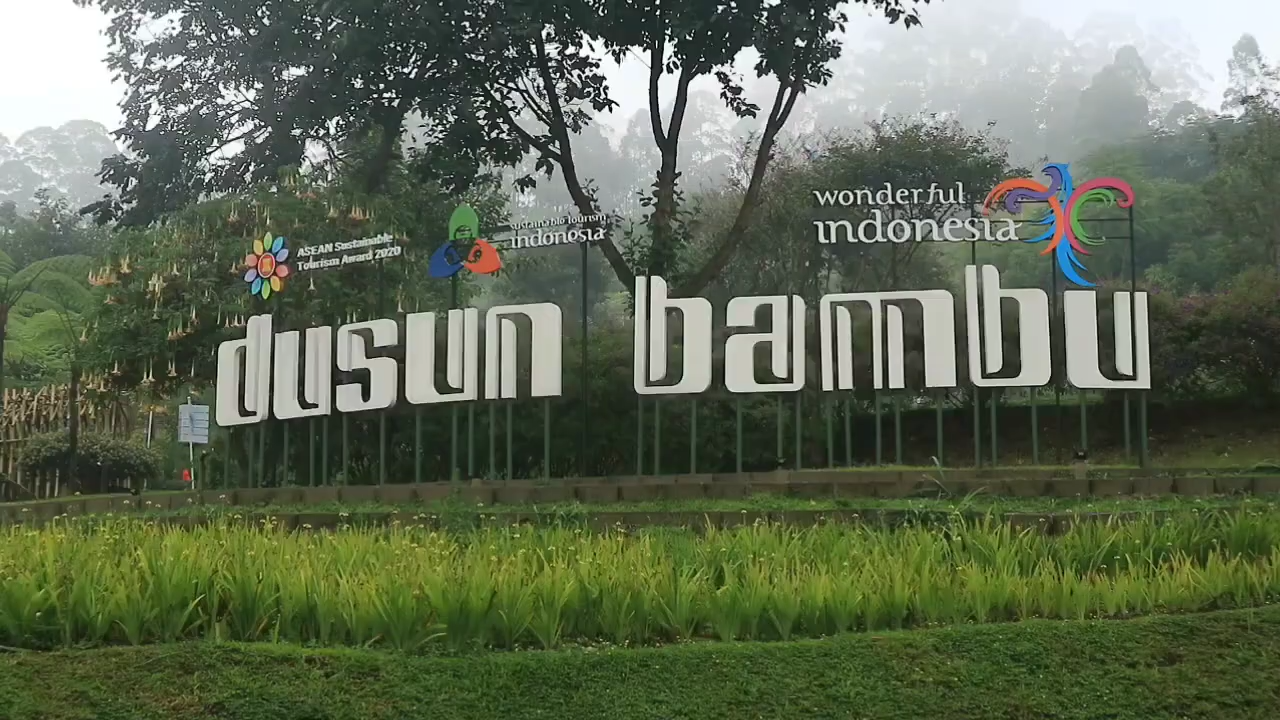 wonderful
indonesia
sustainable tourism
indonesia
ASEAN Sustainable
Tourism Award 2020
dusun bambu